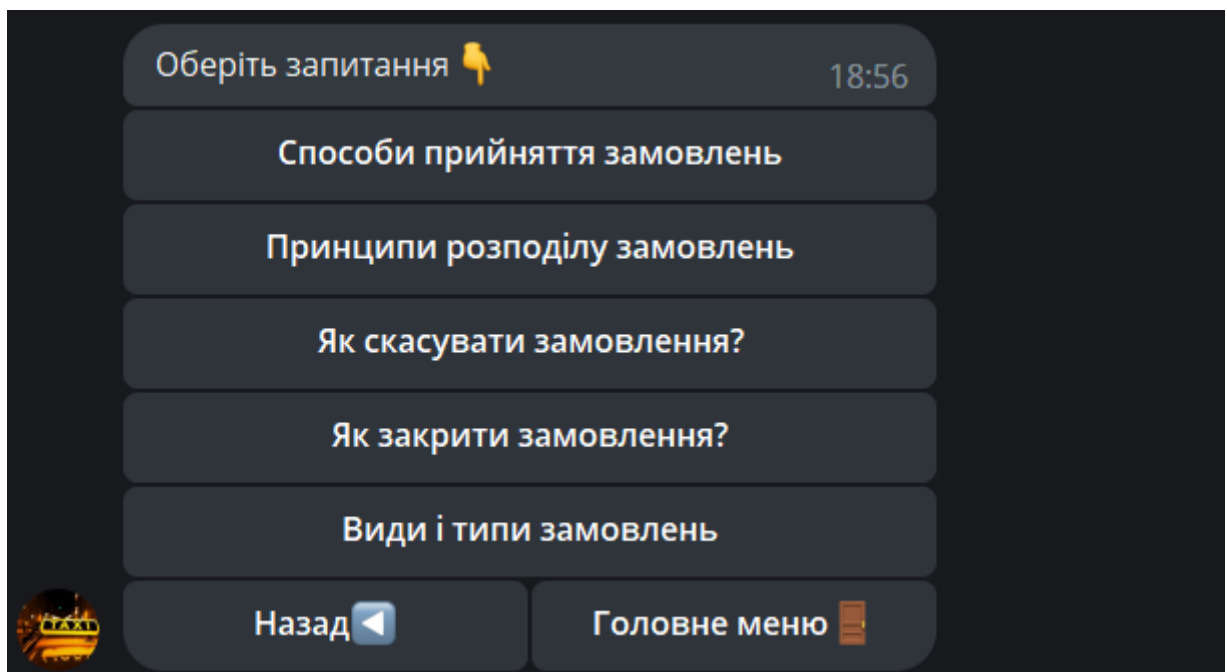 Оберіть запитання 👇
18:56
Способи прийняття замовлень
Принципи розподілу замовлень
Як скасувати замовлення?
Як закрити замовлення?
Види і типи замовлень
Назад◀️
Головне меню🚪
TAXI